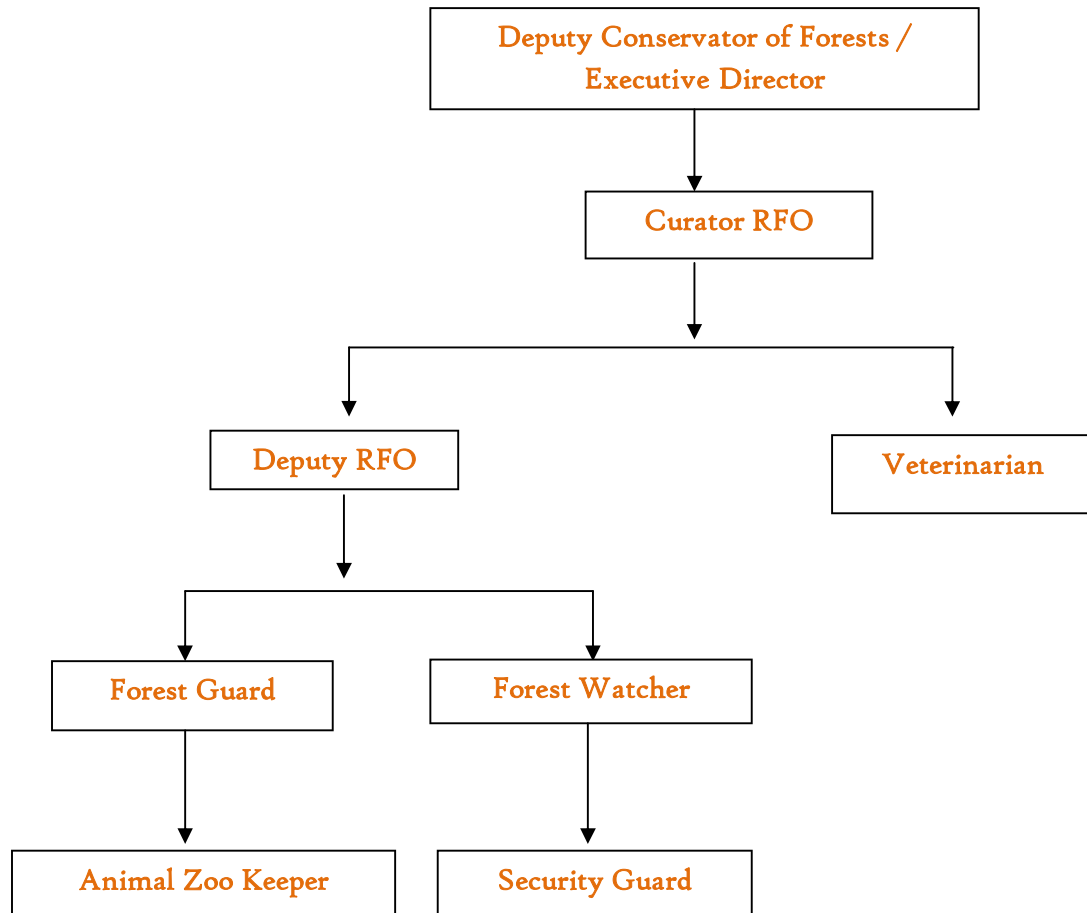 Deputy Conservator of Forests /
Executive Director
Curator RFO
Deputy RFO
Veterinarian
Forest Guard
Forest Watcher
Animal Zoo Keeper
Security Guard